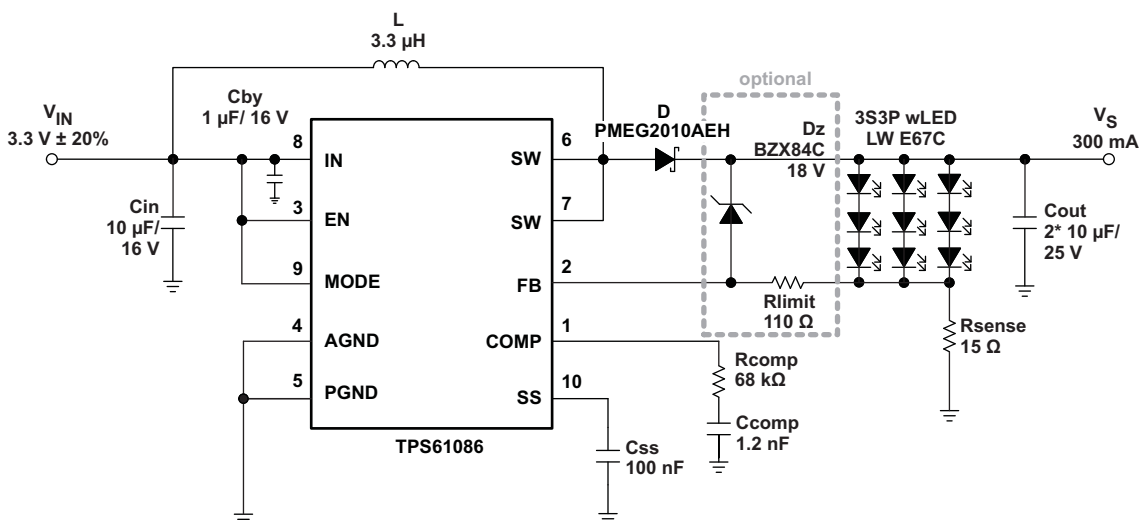 L
3.3 µH
optional
VIN
3.3 V ± 20%
Cby
1 µF/ 16 V
D
PMEG2010AEH
Dz
BZX84C
18 V
3S3P wLED
LW E67C
VS
300 mA
8
IN
SW
6
Cin
10 µF/
16 V
3
EN
SW
7
Cout
2* 10 µF/
25 V
9
MODE
FB
2
Rlimit
110 Ω
4
AGND
COMP
1
Rsense
15 Ω
5
PGND
SS
10
Rcomp
68 kΩ
Ccomp
1.2 nF
TPS61086
Css
100 nF